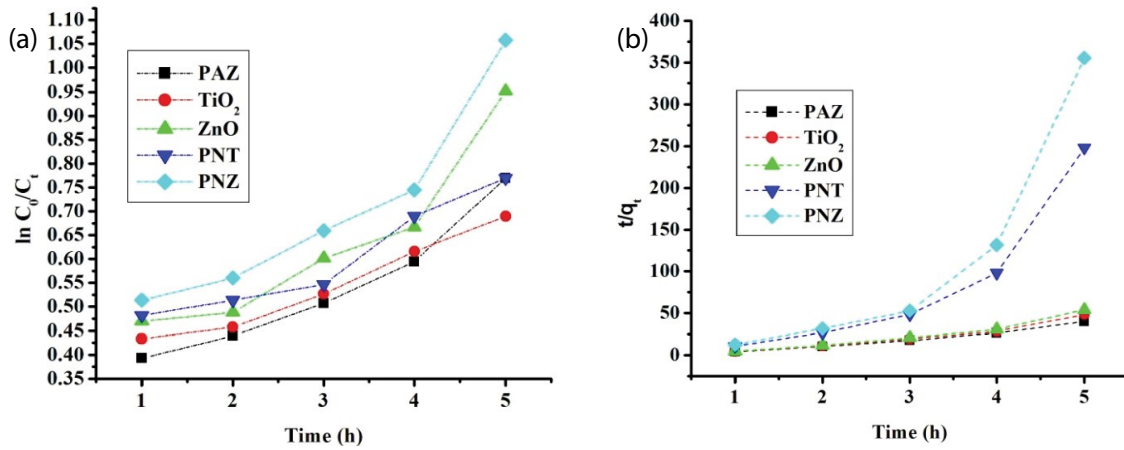 (a)
1.10
1.05
1.00
0.95
0.90
0.85
0.80
0.75
0.70
0.65
0.60
0.55
0.50
0.45
0.40
0.35
ln C₀/Cₜ
PAZ
TiO₂
ZnO
PNT
PNZ
1 2 3 4 5
Time (h)
(b)
400
350
300
250
200
150
100
50
0
t/qₜ
PAZ
TiO₂
ZnO
PNT
PNZ
1 2 3 4 5
Time (h)